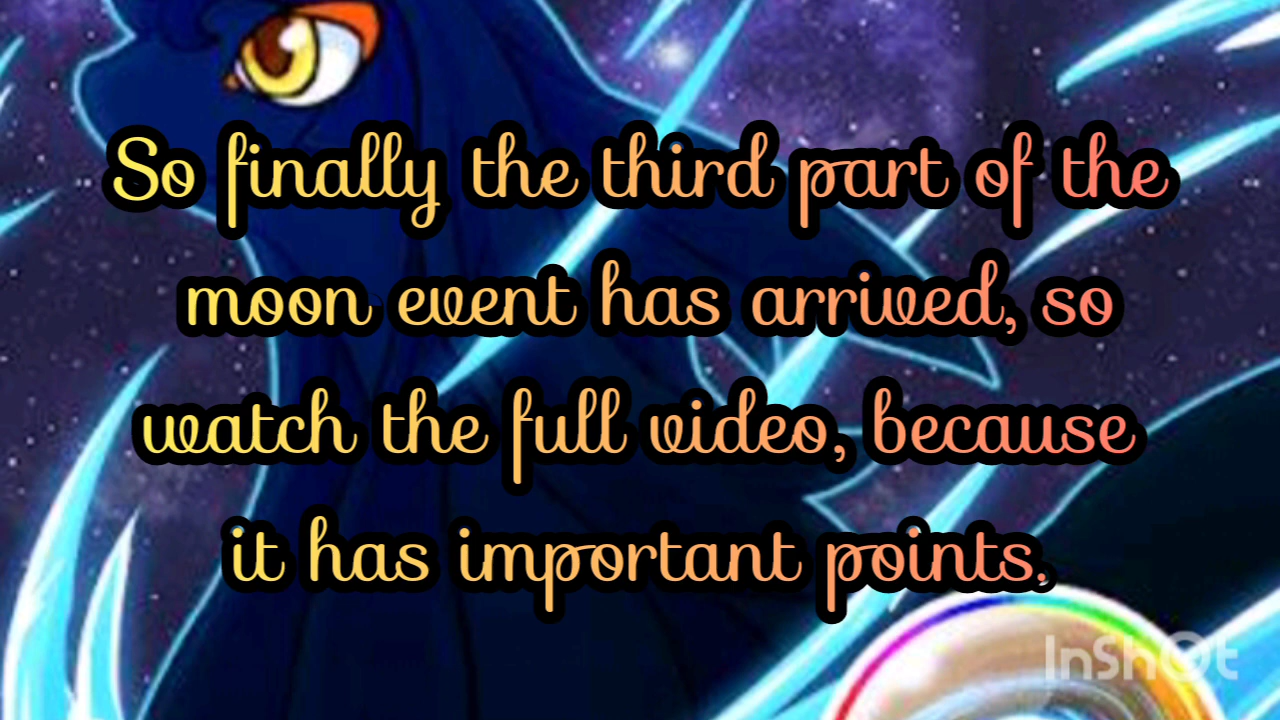 So finally the third part of the
moon event has arrived, so
watch the full video, because
it has important points.
InShOt